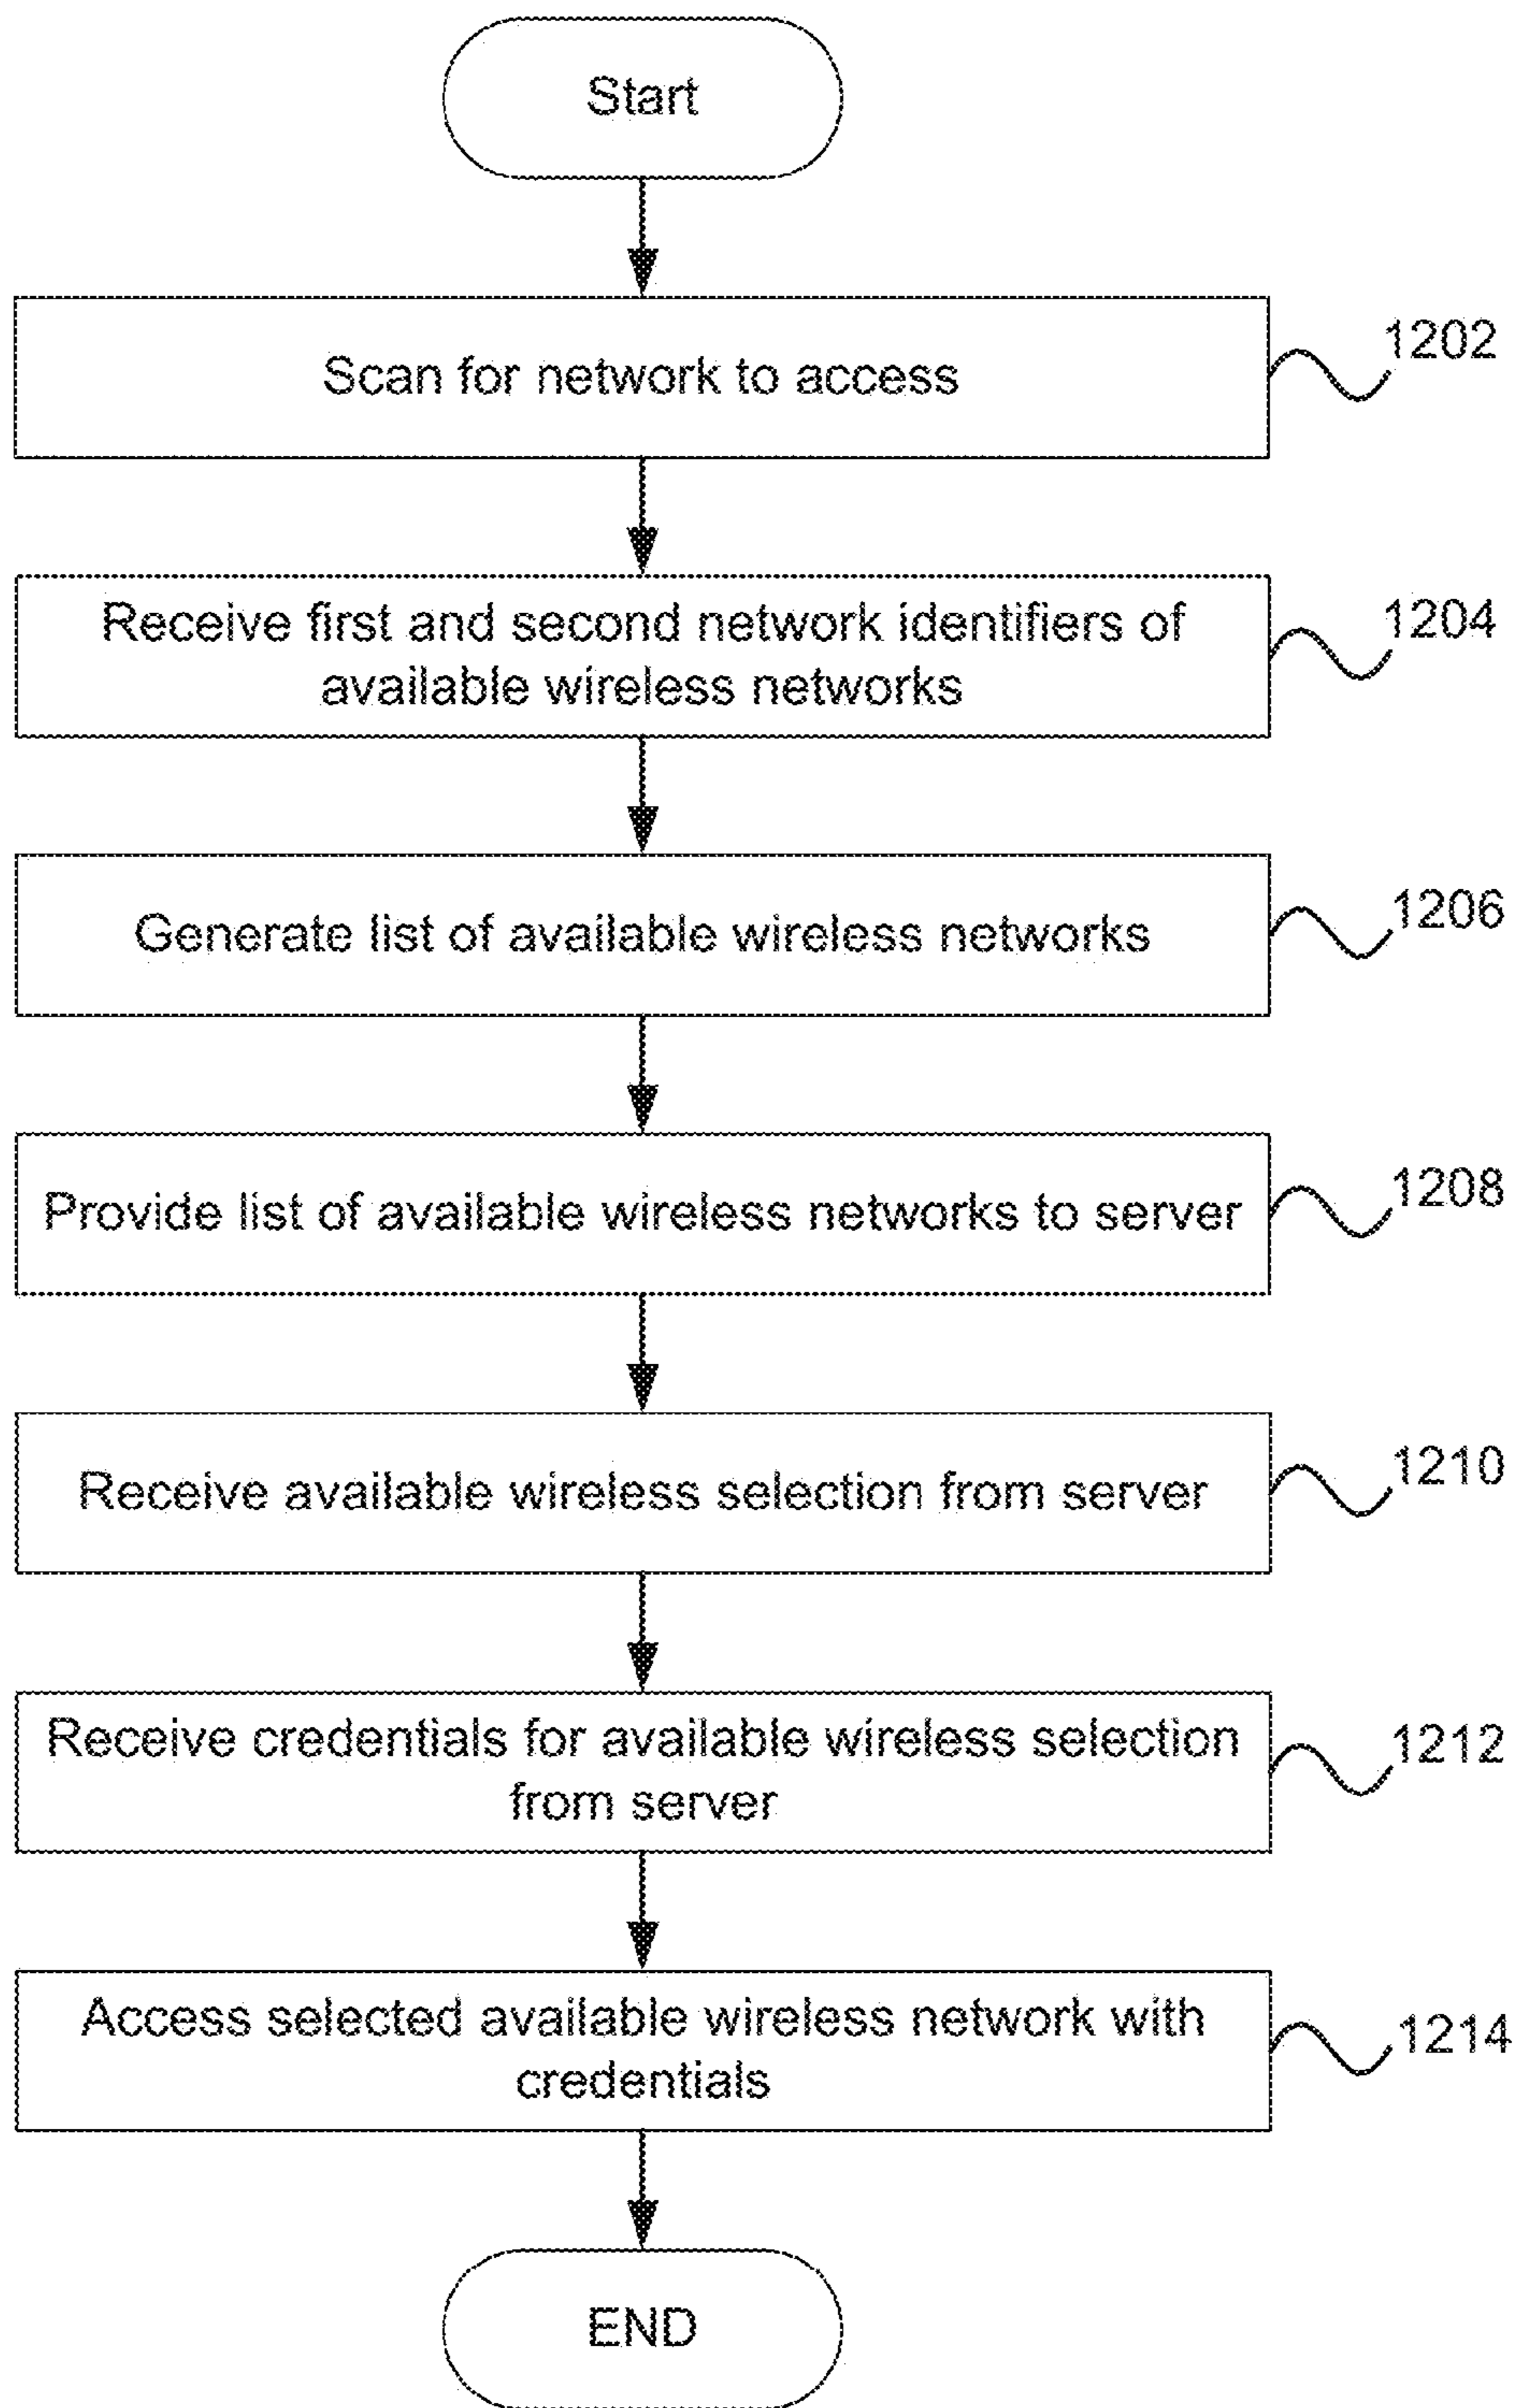 Start
Scan for network to access
1202
Receive first and second network identifiers of
available wireless networks
1204
Generate list of available wireless networks
1206
Provide list of available wireless networks to server
1208
Receive available wireless selection from server
1210
Receive credentials for available wireless selection
from server
1212
Access selected available wireless network with
credentials
1214
END